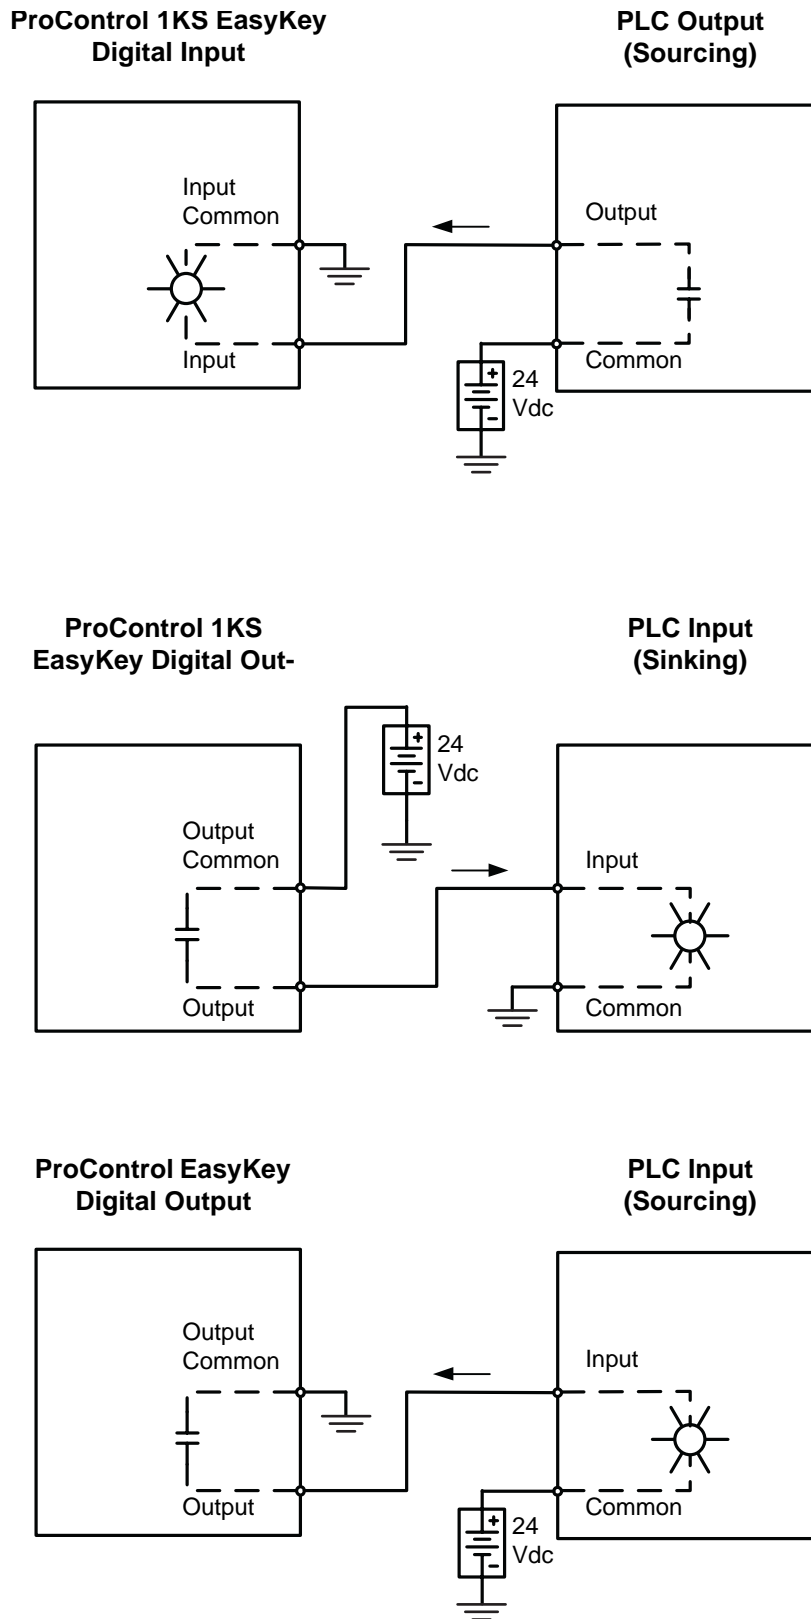 ProControl 1KS EasyKey
Digital Input
PLC Output
(Sourcing)
Input
Common
Output
Input
Common
+
24
Vdc
-
ProControl 1KS
EasyKey Digital Out-
PLC Input
(Sinking)
+
24
Vdc
-
Output
Common
Input
Output
Common
ProControl EasyKey
Digital Output
PLC Input
(Sourcing)
Output
Common
Input
Output
Common
+
24
Vdc
-